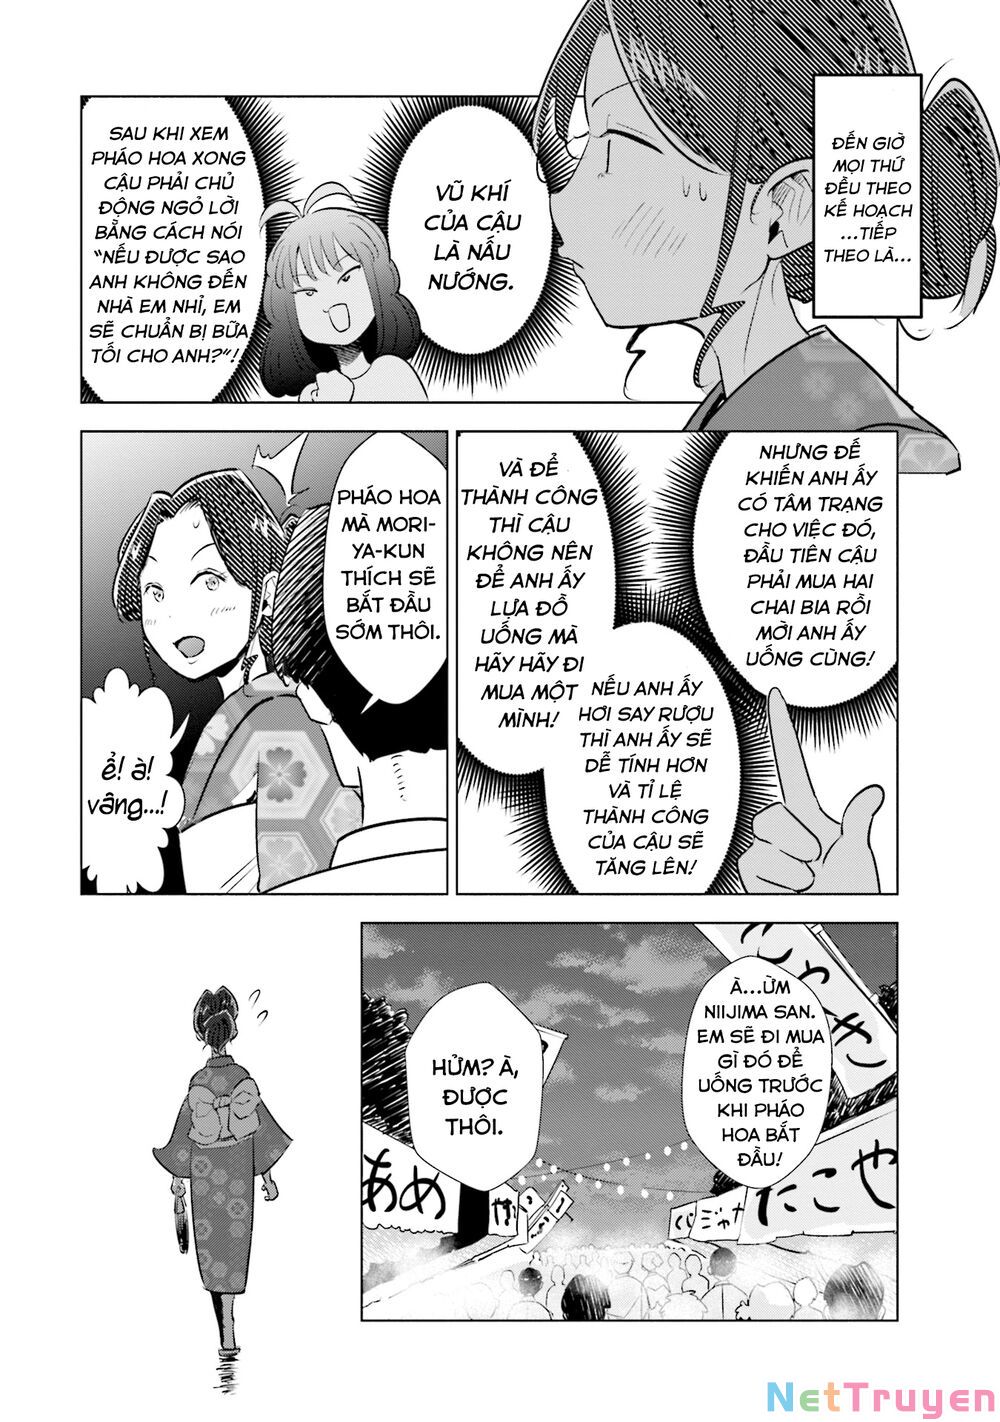 ĐẾN GIỜ
MỌI THỨ
ĐỀU THEO
KẾ HOẠCH
...TIẾP
THEO LÀ...
VŨ KHÍ
CỦA CẬU
LÀ NẤU
NƯỚNG.
SAU KHI XEM
PHÁO HOA XONG
CẬU PHẢI CHỦ
ĐỘNG NGỎ LỜI
BẰNG CÁCH NÓI
"NẾU ĐƯỢC SAO
ANH KHÔNG ĐẾN
NHÀ EM NHỈ, EM
SẼ CHUẨN BỊ BỮA
TỐI CHO ANH?"!
NHƯNG ĐẾ
KHIẾN ANH ẤY
CÓ TÂM TRẠNG
CHO VIỆC ĐÓ,
ĐẦU TIÊN CẬU
PHẢI MUA HAI
CHAI BIA RỒI
MỜI ANH ẤY
UỐNG CÙNG!
NẾU ANH ẤY
HƠI SAY RƯỢU
THÌ ANH ẤY SẼ
DỄ TÍNH HƠN
VÀ TỈ LỆ
THÀNH CÔNG
CỦA CẬU SẼ
TĂNG LÊN!
VÀ ĐỂ
THÀNH CÔNG
THÌ CẬU
KHÔNG NÊN
ĐỂ ANH ẤY
LỰA ĐỒ
UỐNG MÀ
HÃY HÃY ĐI
MUA MỘT
MÌNH!
PHÁO HOA
MÀ MORI-
YA-KUN
THÍCH SẼ
BẮT ĐẦU
SỚM THÔI.
Ể! À!
VÂNG...!
À...ỪM
NIIJIMA SAN.
EM SẼ ĐI MUA
GÌ ĐÓ ĐỂ
UỐNG TRƯỚC
KHI PHÁO
HOA BẮT
ĐẦU!
HỬM? À,
ĐƯỢC
THÔI.
じゃが
あめ
たこや
ジャ
NetTruyen